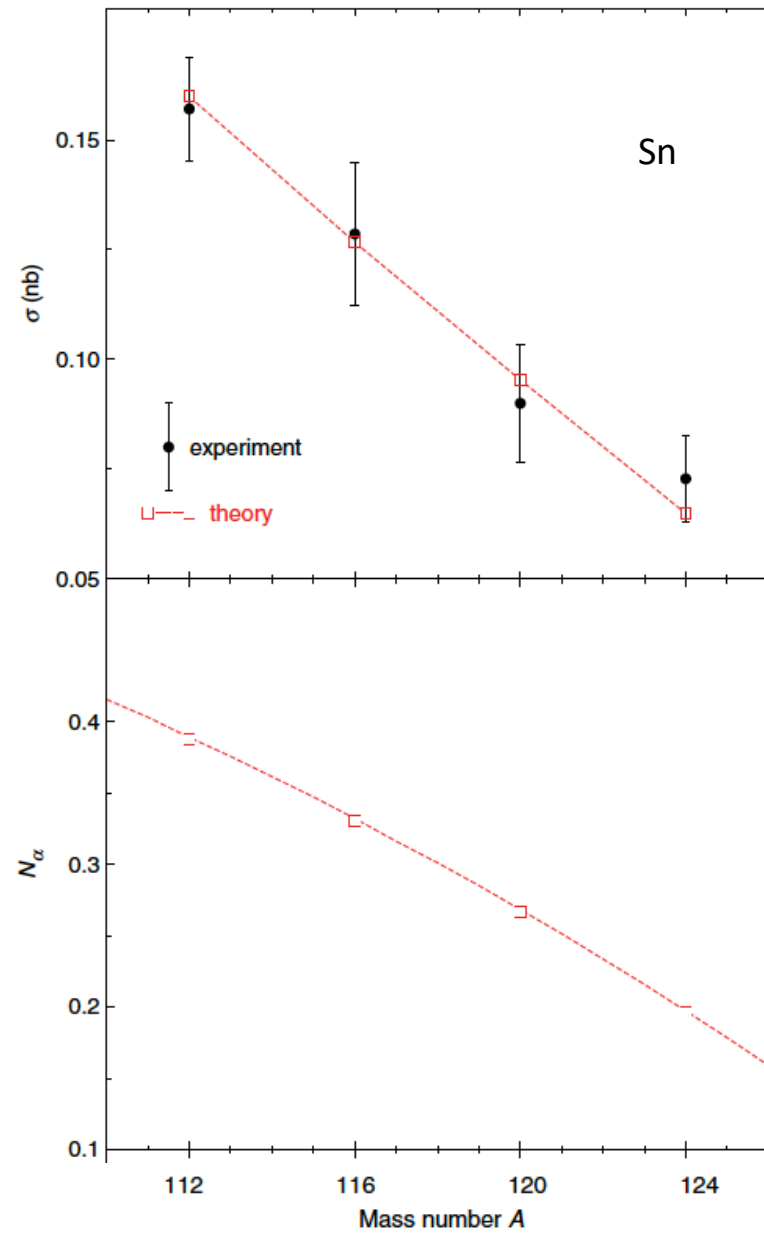 0.15
Sn
σ (nb)
0.10
experiment
theory
0.05
0.4
0.3
Nα
0.2
0.1
112 116 120 124
Mass number A